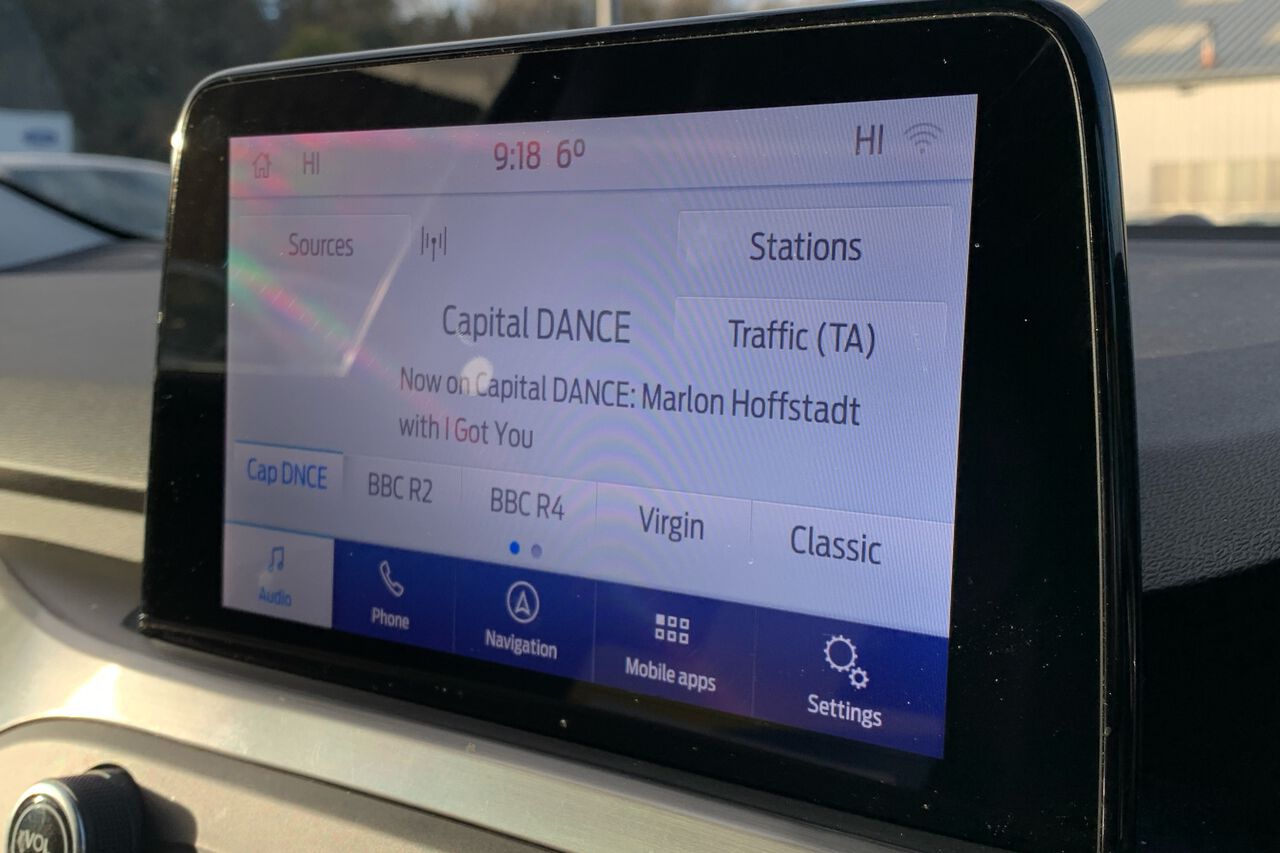 HI 9:18 6° HI
Sources Stations
Capital DANCE Traffic (TA)
Now on Capital DANCE: Marlon Hoffstadt
with I Got You
Cap DNCE BBC R2 BBC R4 Virgin Classic
Audio Phone Navigation Mobile apps Settings
VOL